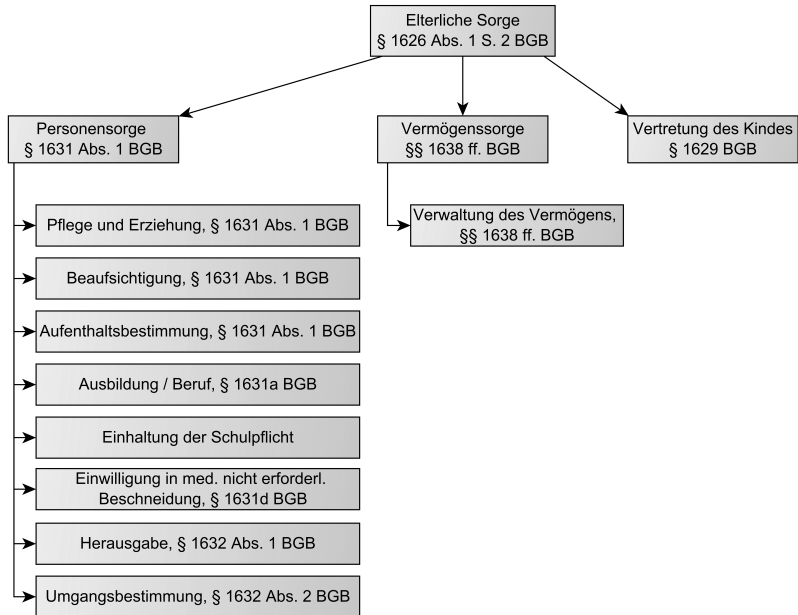 Elterliche Sorge
§ 1626 Abs. 1 S. 2 BGB
Personensorge
§ 1631 Abs. 1 BGB
Vermögenssorge
§§ 1638 ff. BGB
Vertretung des Kindes
§ 1629 BGB
Pflege und Erziehung, § 1631 Abs. 1 BGB
Beaufsichtigung, § 1631 Abs. 1 BGB
Aufenthaltsbestimmung, § 1631 Abs. 1 BGB
Ausbildung / Beruf, § 1631a BGB
Einhaltung der Schulpflicht
Einwilligung in med. nicht erforderl.
Beschneidung, § 1631d BGB
Herausgabe, § 1632 Abs. 1 BGB
Umgangsbestimmung, § 1632 Abs. 2 BGB
Verwaltung des Vermögens,
§§ 1638 ff. BGB